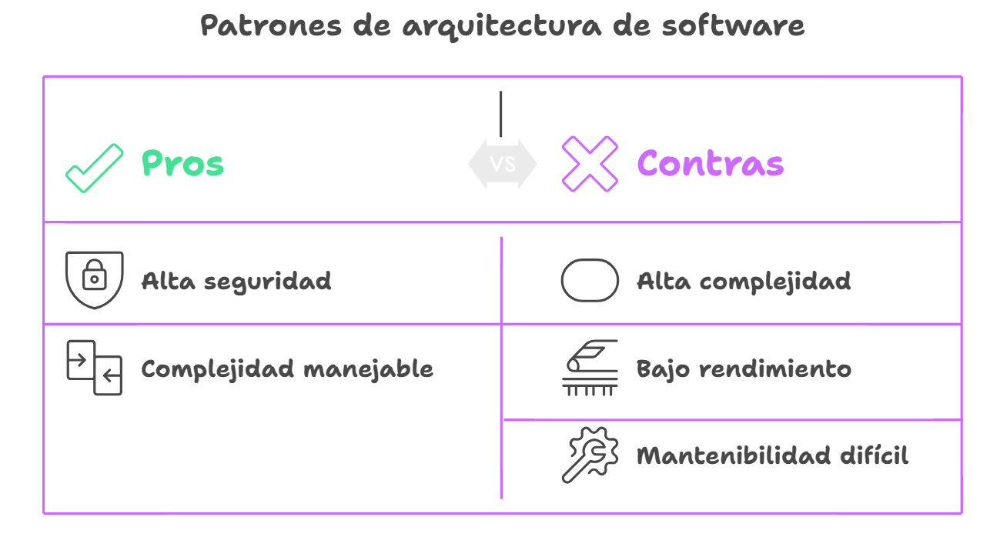 Patrones de arquitectura de software
Pros
VS
Contras
Alta seguridad
Alta complejidad
Complejidad manejable
Bajo rendimiento
Mantenibilidad difícil